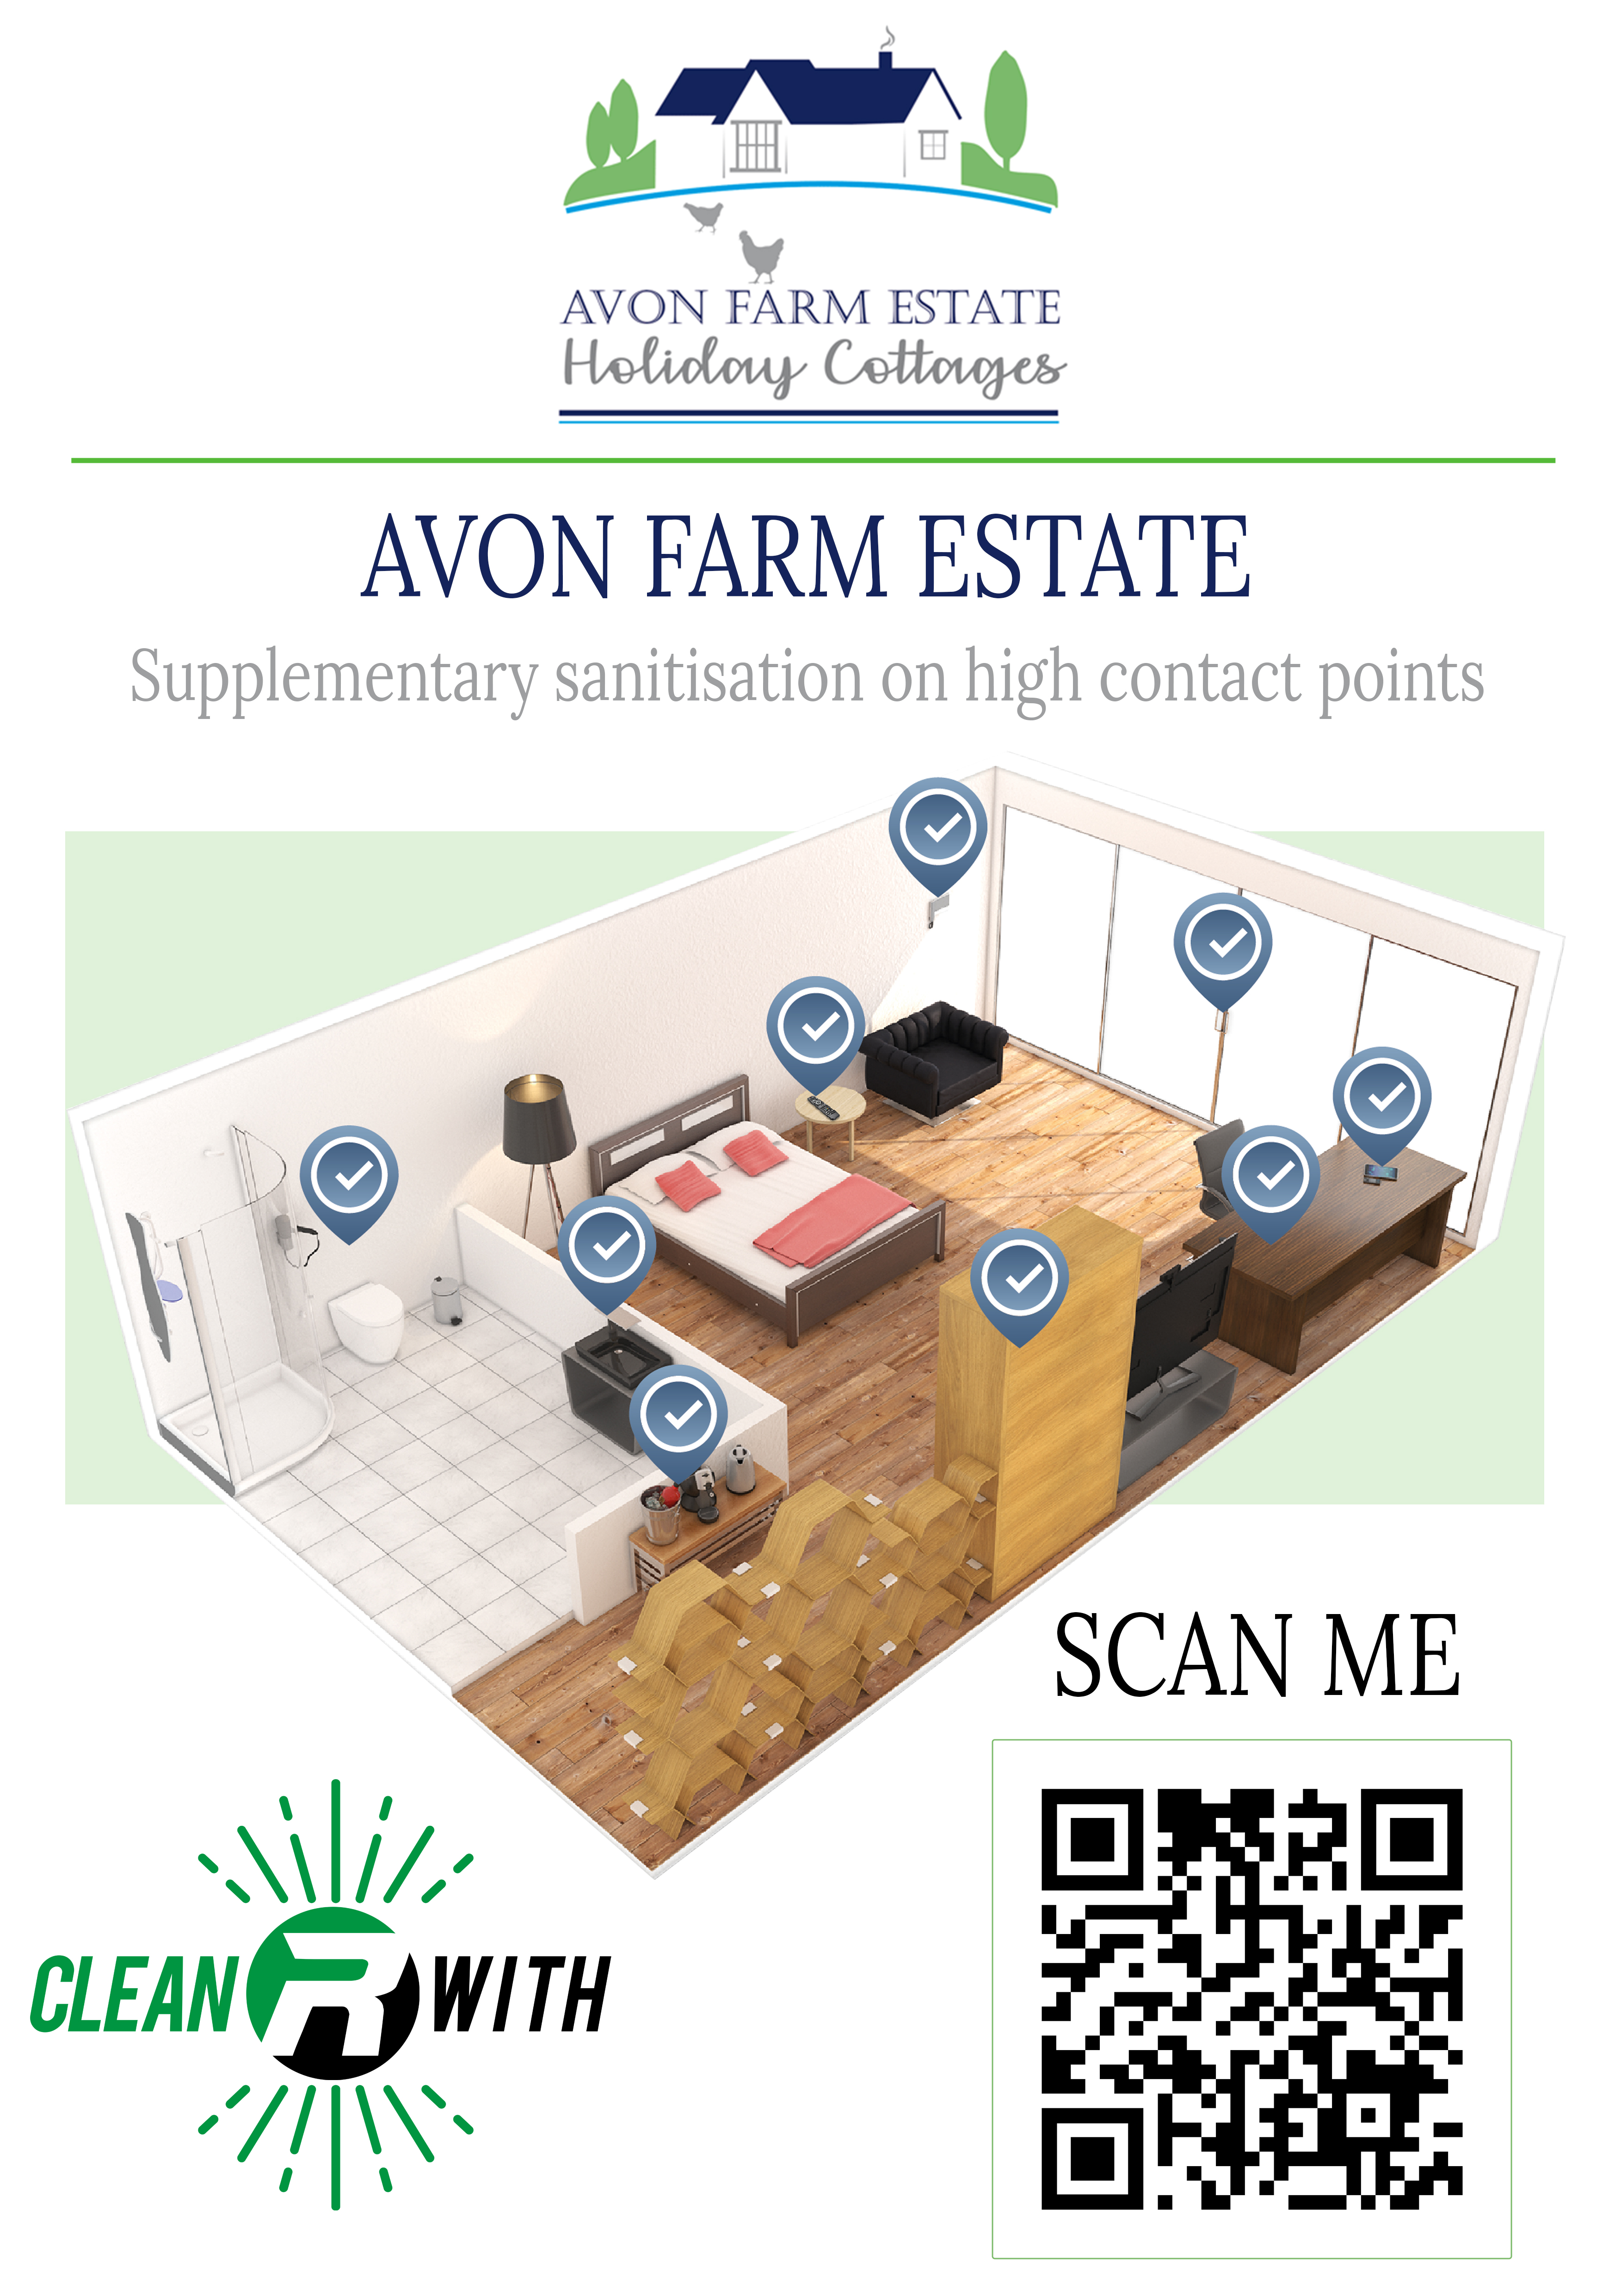 AVON FARM ESTATE
Holiday Cottages
AVON FARM ESTATE
Supplementary sanitisation on high contact points
SCAN ME
CLEAN R WITH